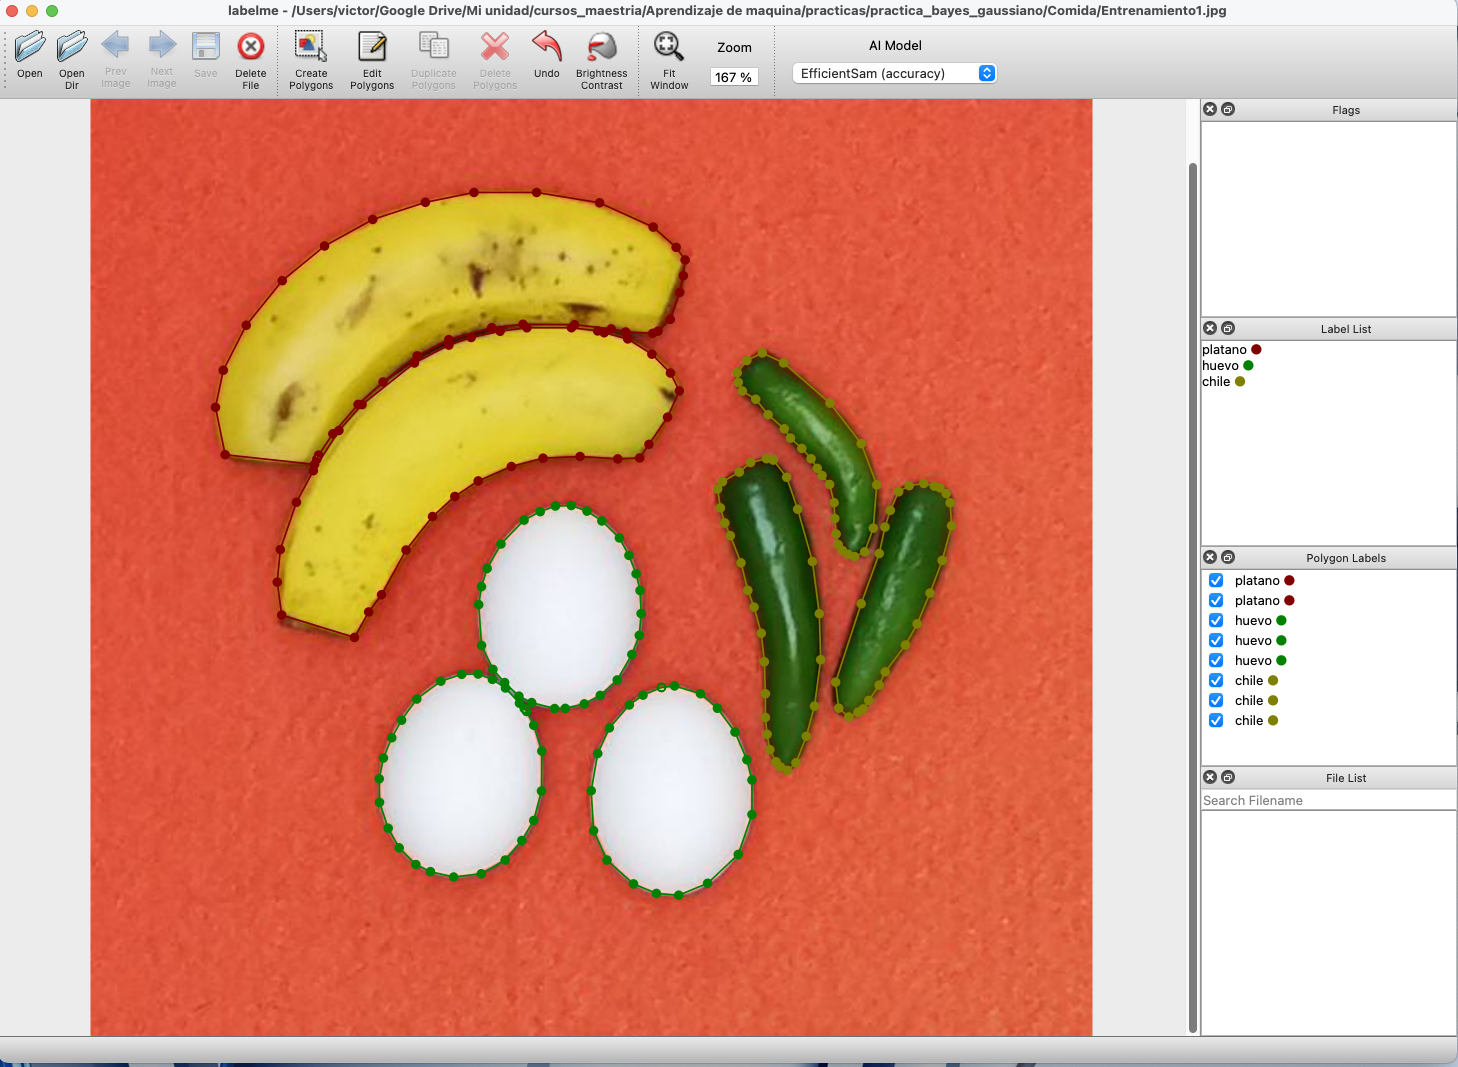 labelme - /Users/victor/Google Drive/Mi unidad/cursos_maestria/Aprendizaje de maquina/practicas/practica_bayes_gaussiano/Comida/Entrenamiento1.jpg
Open
Open Dir
Prev Image
Next Image
Save
Delete File
Create Polygons
Edit Polygons
Duplicate Polygons
Delete Polygons
Undo
Brightness Contrast
Fit Window
Zoom
167 %
AI Model
EfficientSam (accuracy)
Flags
Label List
platano
huevo
chile
Polygon Labels
platano
platano
huevo
huevo
huevo
chile
chile
chile
File List
Search Filename